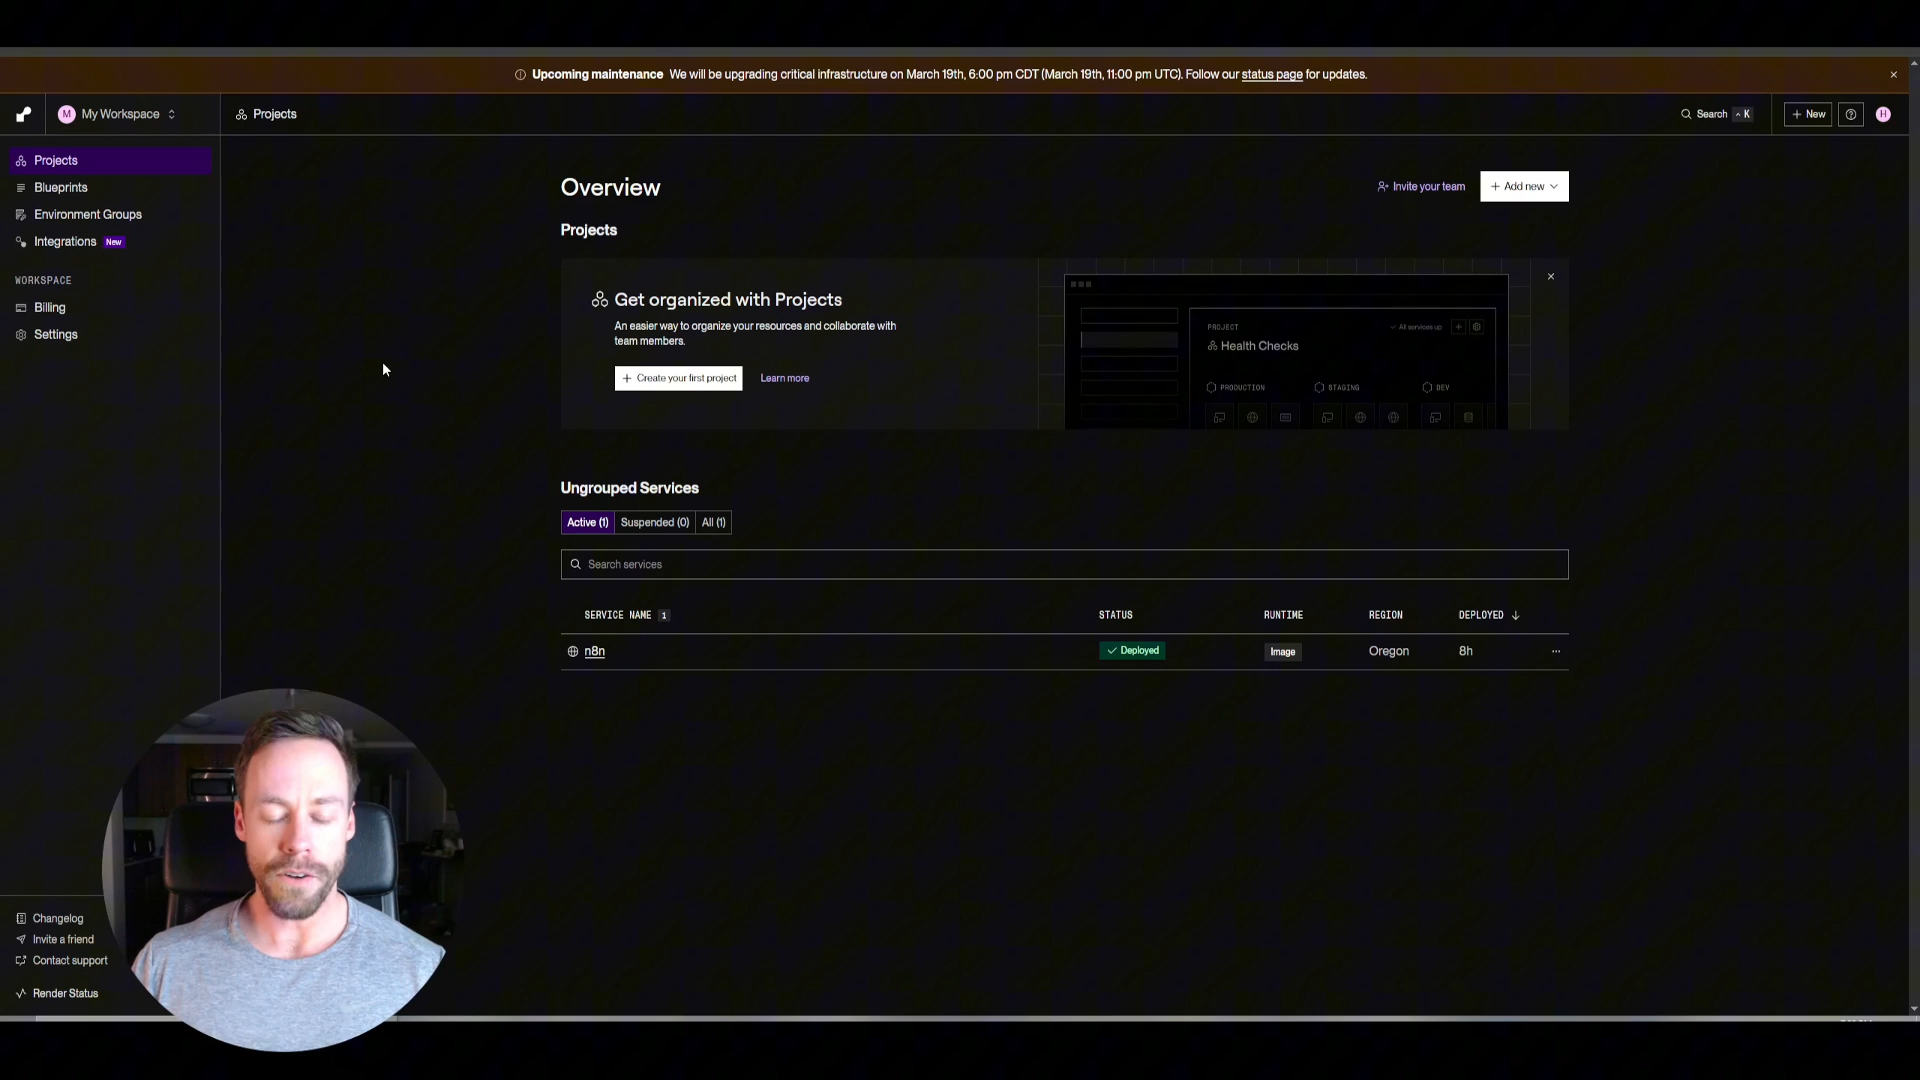 Upcoming maintenance We will be upgrading critical infrastructure on March 19th, 6:00 pm CDT (March 19th, 11:00 pm UTC). Follow our status page for updates.
M My Workspace
Projects
Search ^ K
+ New
H
Projects
Blueprints
Environment Groups
Integrations New
WORKSPACE
Billing
Settings
Overview
Invite your team
+ Add new
Projects
Get organized with Projects
An easier way to organize your resources and collaborate with
team members.
+ Create your first project
Learn more
PROJECT
All services up
Health Checks
PRODUCTION
STAGING
DEV
Ungrouped Services
Active (1)
Suspended (0)
All (1)
Search services
SERVICE NAME 1
STATUS
RUNTIME
REGION
DEPLOYED
n8n
Deployed
Image
Oregon
8h
Changelog
Invite a friend
Contact support
Render Status